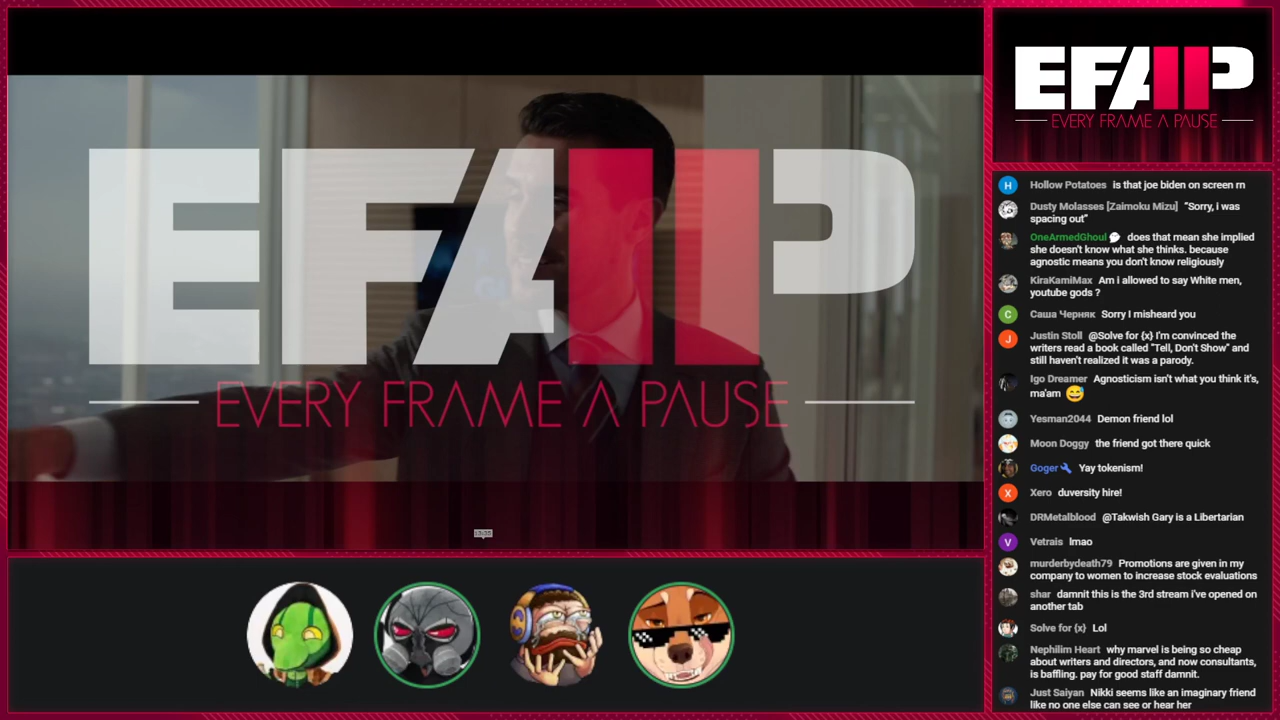 EFAP
EVERY FRAME A PAUSE
EFAP
EVERY FRAME A PAUSE
H Hollow Potatoes is that joe biden on screen rn
Dusty Molasses [Zaimoku Mizu] “Sorry, i was
spacing out”
OneArmedGhoul does that mean she implied
she doesn't know what she thinks. because
agnostic means you don't know religiously
KiraKamiMax Am i allowed to say White men,
youtube gods ?
C Саша Черняк Sorry I misheard you
J Justin Stoll @Solve for {x} I'm convinced the
writers read a book called "Tell, Don't Show" and
still haven't realized it was a parody.
Igo Dreamer Agnosticism isn't what you think it's,
ma'am 😅
Yesman2044 Demon friend lol
Moon Doggy the friend got there quick
Goger Yay tokenism!
X Xero duversity hire!
DRMetalblood @Takwish Gary is a Libertarian
V Vetrais lmao
murderbydeath79 Promotions are given in my
company to women to increase stock evaluations
shar damnit this is the 3rd stream i've opened on
another tab
Solve for {x} Lol
Nephilim Heart why marvel is being so cheap
about writers and directors, and now consultants,
is baffling. pay for good staff damnit.
Just Saiyan Nikki seems like an imaginary friend
like no one else can see or hear her